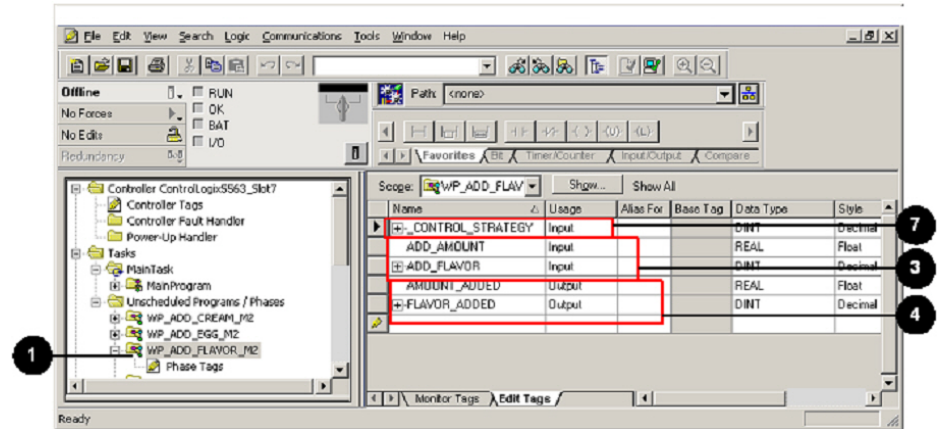 File Edit View Search Logic Communications Tools Window Help
Offline
RUN
No Forces
OK
No Edits
BAT
I/O
Redundancy
Path: <none>
Favorites Bit Timer/Counter Input/Output Compare
Controller ControlLogix5563_Slot7
Controller Tags
Controller Fault Handler
Power-Up Handler
Tasks
MainTask
MainProgram
Unscheduled Programs / Phases
WP_ADD_CREAM_M2
WP_ADD_EGG_M2
WP_ADD_FLAVOR_M2
Phase Tags
1
Scope: WP_ADD_FLAV Show... Show All
Name Usage Alias For Base Tag Data Type Style
_CONTROL_STRATEGY Input DINT Decimal
ADD_AMOUNT Input REAL Float
ADD_FLAVOR Input DINT Decimal
AMOUNT_ADDED Output REAL Float
FLAVOR_ADDED Output DINT Decimal
7
3
4
Monitor Tags Edit Tags
Ready